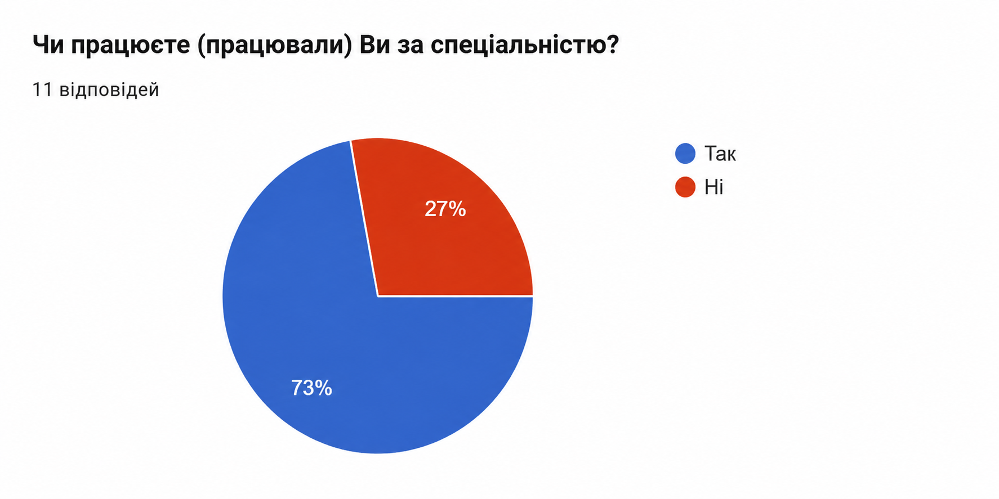 Чи працюєте (працювали) Ви за спеціальністю?
11 відповідей
Так
Ні
27%
73%